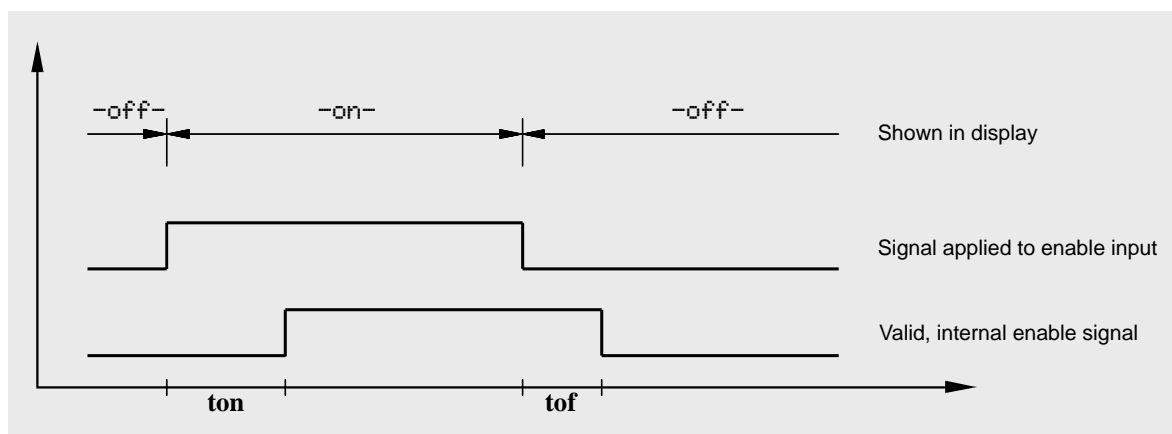 -off- -on- -off-
Shown in display
Signal applied to enable input
Valid, internal enable signal
ton tof